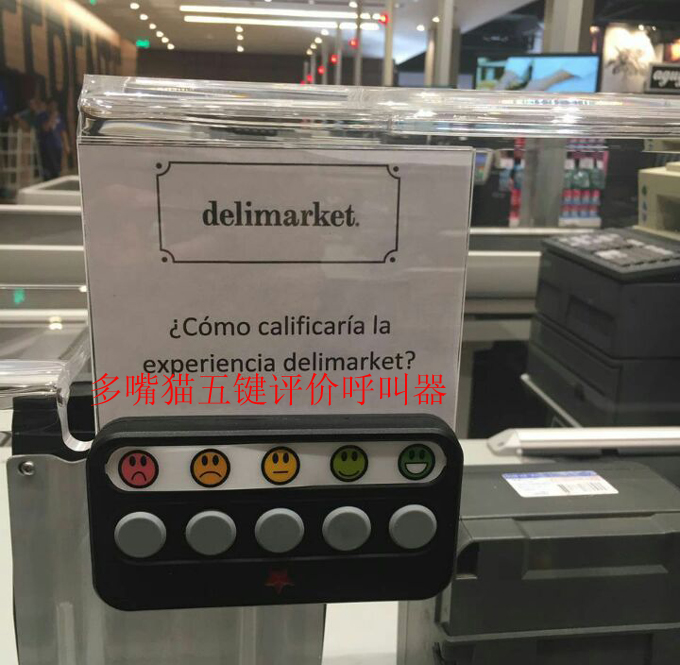 delimarket.
¿Cómo calificaría la
experiencia delimarket?
多嘴猫五键评价呼叫器